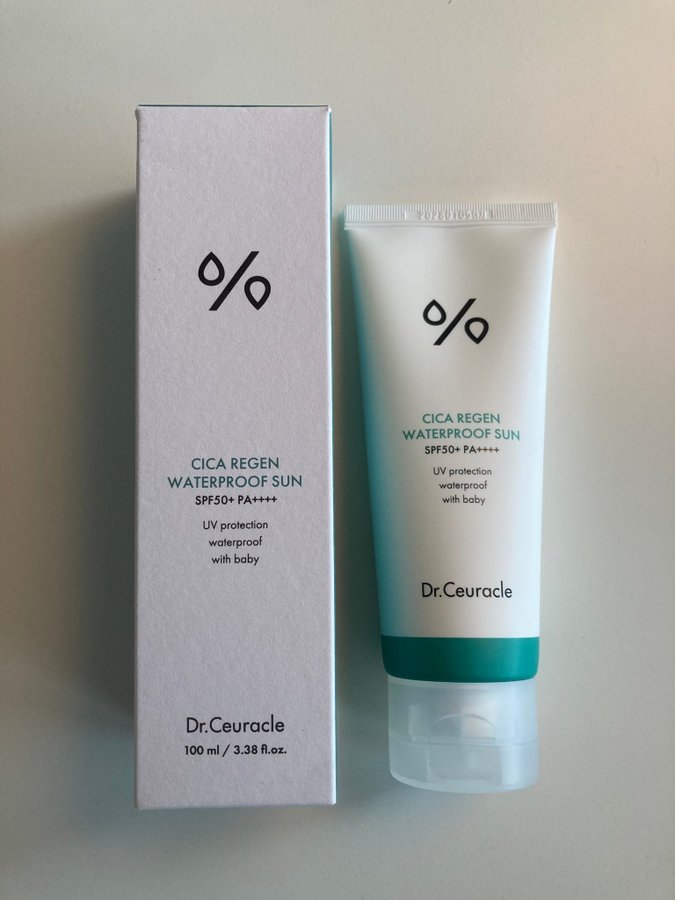 %
CICA REGEN
WATERPROOF SUN
SPF50+ PA++++
UV protection
waterproof
with baby
Dr.Ceuracle
100 ml / 3.38 fl.oz.
%
CICA REGEN
WATERPROOF SUN
SPF50+ PA++++
UV protection
waterproof
with baby
Dr.Ceuracle